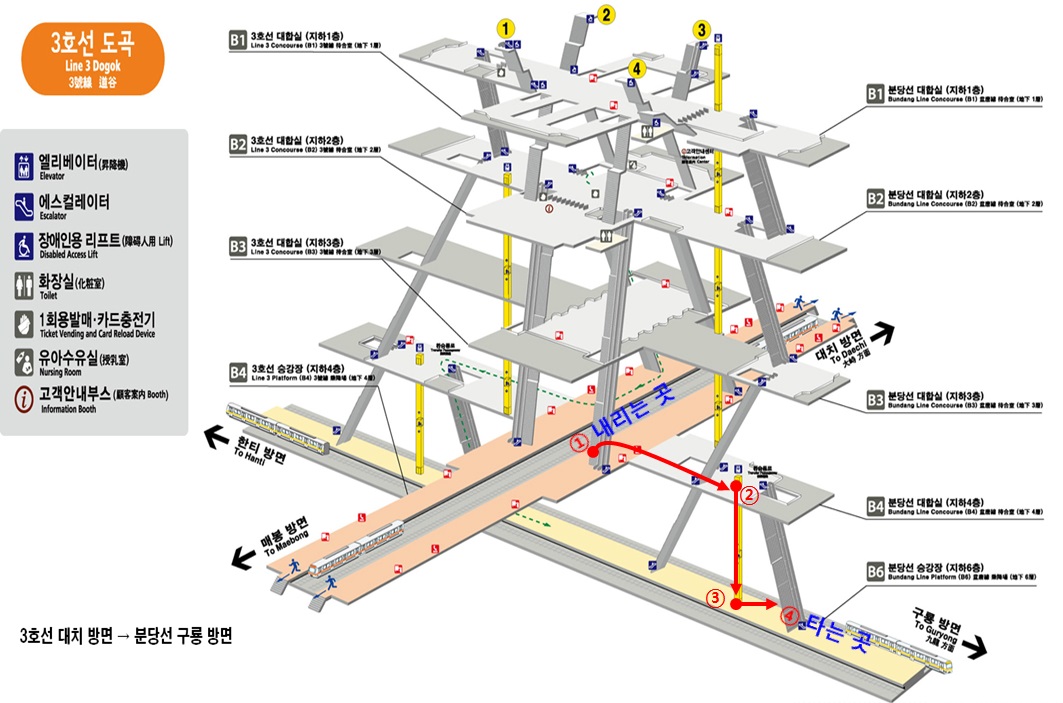 3호선 도곡
Line 3 Dogok
3號線 道谷
엘리베이터(昇降機)
Elevator
에스컬레이터
Escalator
장애인용 리프트(障碍人用 Lift)
Disabled Access Lift
화장실(化粧室)
Toilet
1회용발매·카드충전기
Ticket Vending and Card Reload Device
유아수유실(授乳室)
Nursing Room
고객안내부스(顧客案内 Booth)
Information Booth
B1 3호선 대합실 (지하1층)
Line 3 Concourse (B1) 3號線 待合室 (地下 1層)
B2 3호선 대합실 (지하2층)
Line 3 Concourse (B2) 3號線 待合室 (地下 2層)
B3 3호선 대합실 (지하3층)
Line 3 Concourse (B3) 3號線 待合室 (地下 3層)
B4 3호선 승강장 (지하4층)
Line 3 Platform (B4) 3號線 乘降場 (地下 4層)
1
2
3
4
B1 분당선 대합실 (지하1층)
Bundang Line Concourse (B1) 盆唐線 待合室 (地下 1層)
B2 분당선 대합실 (지하2층)
Bundang Line Concourse (B2) 盆唐線 待合室 (地下 2層)
B3 분당선 대합실 (지하3층)
Bundang Line Concourse (B3) 盆唐線 待合室 (地下 3層)
B4 분당선 대합실 (지하4층)
Bundang Line Concourse (B4) 盆唐線 待合室 (地下 4層)
B6 분당선 승강장 (지하6층)
Bundang Line Platform (B6) 盆唐線 乘降場 (地下 6層)
고객안내센터
환승통로
환승통로
대치 방면
To Daechi
大峙 方面
한티 방면
To Hanti
매봉 방면
To Maebong
구룡 방면
To Guryong
九龍 方面
① 내리는 곳
②
③
④ 타는 곳
3호선 대치 방면 → 분당선 구룡 방면